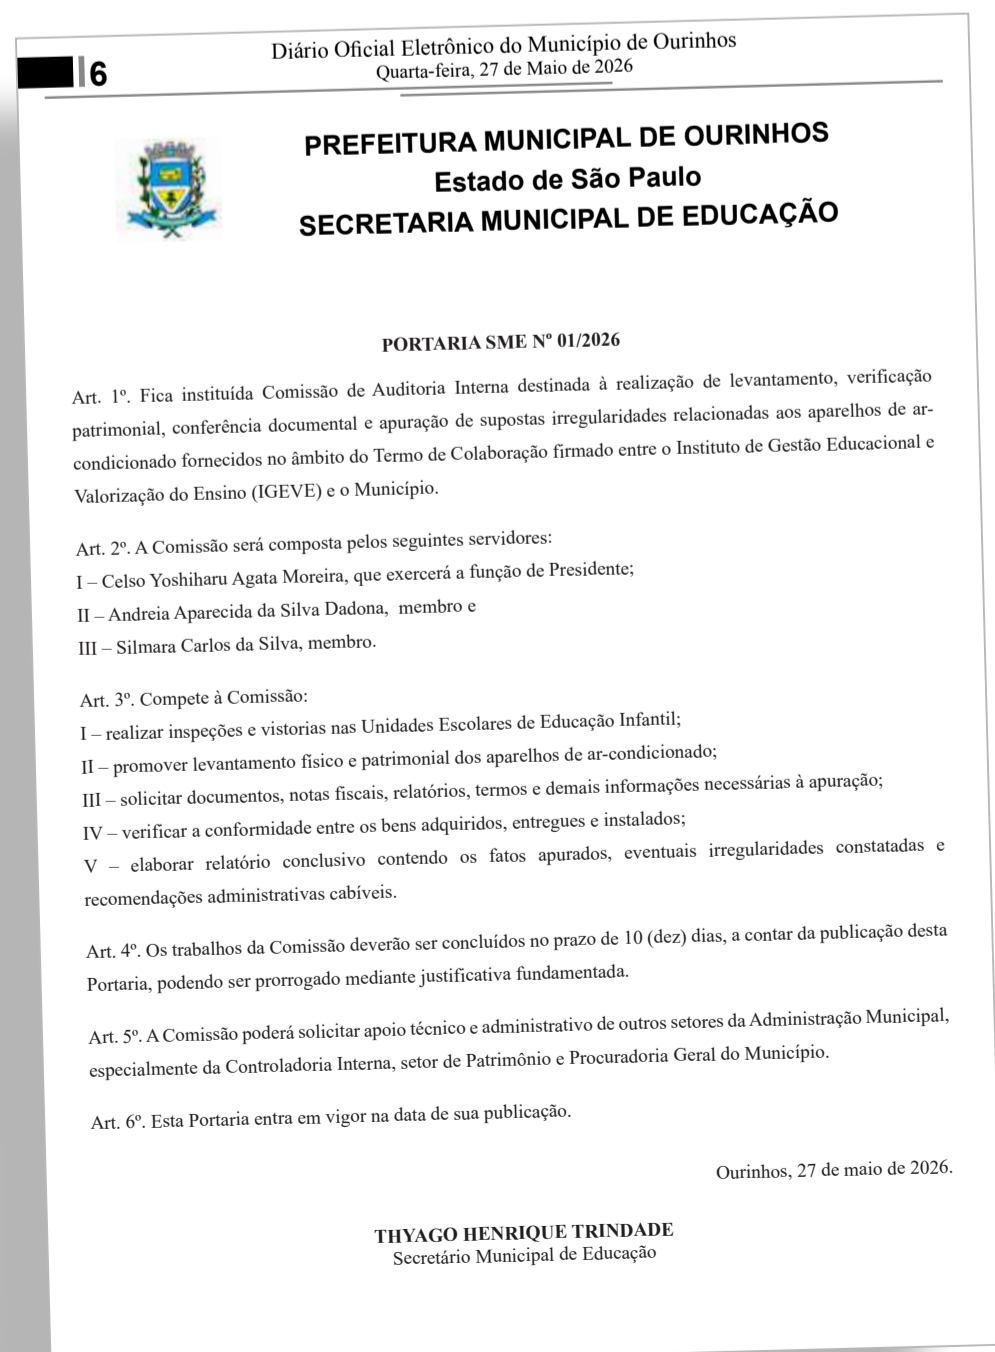 6
Diário Oficial Eletrônico do Município de Ourinhos
Quarta-feira, 27 de Maio de 2026
PREFEITURA MUNICIPAL DE OURINHOS
Estado de São Paulo
SECRETARIA MUNICIPAL DE EDUCAÇÃO
PORTARIA SME Nº 01/2026
Art. 1º. Fica instituída Comissão de Auditoria Interna destinada à realização de levantamento, verificação
patrimonial, conferência documental e apuração de supostas irregularidades relacionadas aos aparelhos de ar-
condicionado fornecidos no âmbito do Termo de Colaboração firmado entre o Instituto de Gestão Educacional e
Valorização do Ensino (IGEVE) e o Município.
Art. 2º. A Comissão será composta pelos seguintes servidores:
I – Celso Yoshiharu Agata Moreira, que exercerá a função de Presidente;
II – Andreia Aparecida da Silva Dadona,  membro e
III – Silmara Carlos da Silva, membro.
Art. 3º. Compete à Comissão:
I – realizar inspeções e vistorias nas Unidades Escolares de Educação Infantil;
II – promover levantamento físico e patrimonial dos aparelhos de ar-condicionado;
III – solicitar documentos, notas fiscais, relatórios, termos e demais informações necessárias à apuração;
IV – verificar a conformidade entre os bens adquiridos, entregues e instalados;
V – elaborar relatório conclusivo contendo os fatos apurados, eventuais irregularidades constatadas e
recomendações administrativas cabíveis.
Art. 4º. Os trabalhos da Comissão deverão ser concluídos no prazo de 10 (dez) dias, a contar da publicação desta
Portaria, podendo ser prorrogado mediante justificativa fundamentada.
Art. 5º. A Comissão poderá solicitar apoio técnico e administrativo de outros setores da Administração Municipal,
especialmente da Controladoria Interna, setor de Patrimônio e Procuradoria Geral do Município.
Art. 6º. Esta Portaria entra em vigor na data de sua publicação.
Ourinhos, 27 de maio de 2026.
THYAGO HENRIQUE TRINDADE
Secretário Municipal de Educação